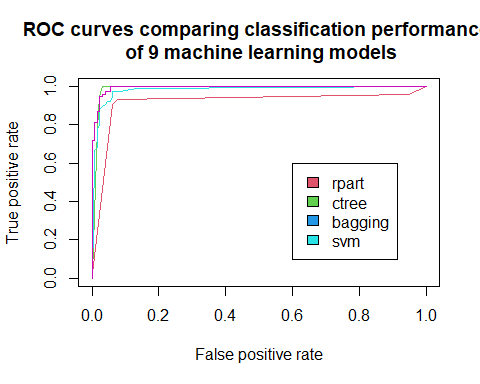 ROC curves comparing classification performanc
of 9 machine learning models
True positive rate
1.0
0.8
0.6
0.4
0.2
0.0
rpart
ctree
bagging
svm
0.0 0.2 0.4 0.6 0.8 1.0
False positive rate